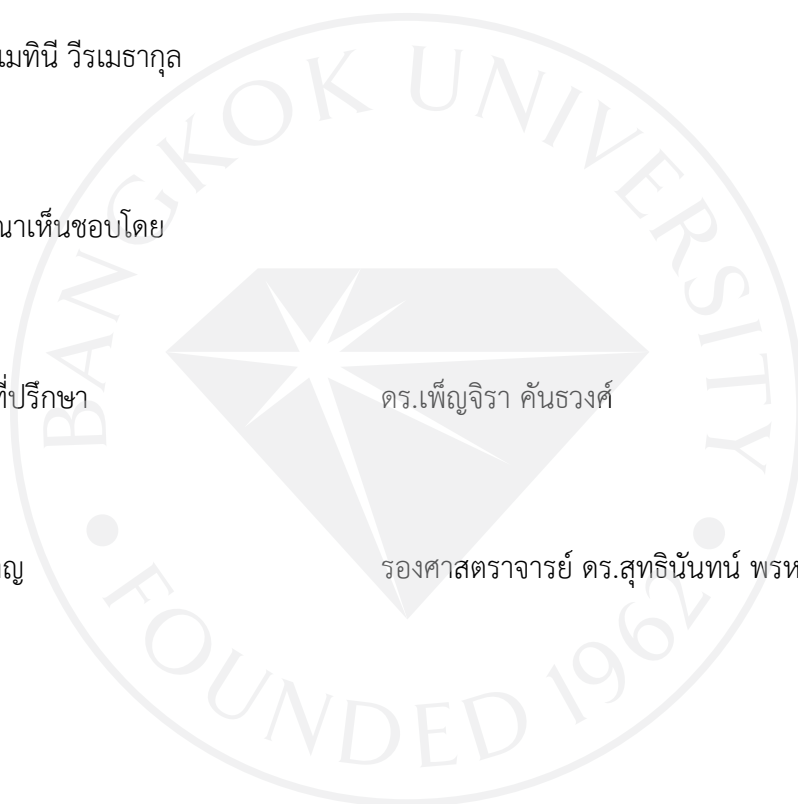 เมทินี วีรเมธากุล
ณาเห็นชอบโดย
ที่ปรึกษา ดร.เพ็ญจิรา คันธวงศ์
รองศาสตราจารย์ ดร.สุทธินันทน์ พรห
BANGKOK UNIVERSITY
FOUNDED 1962